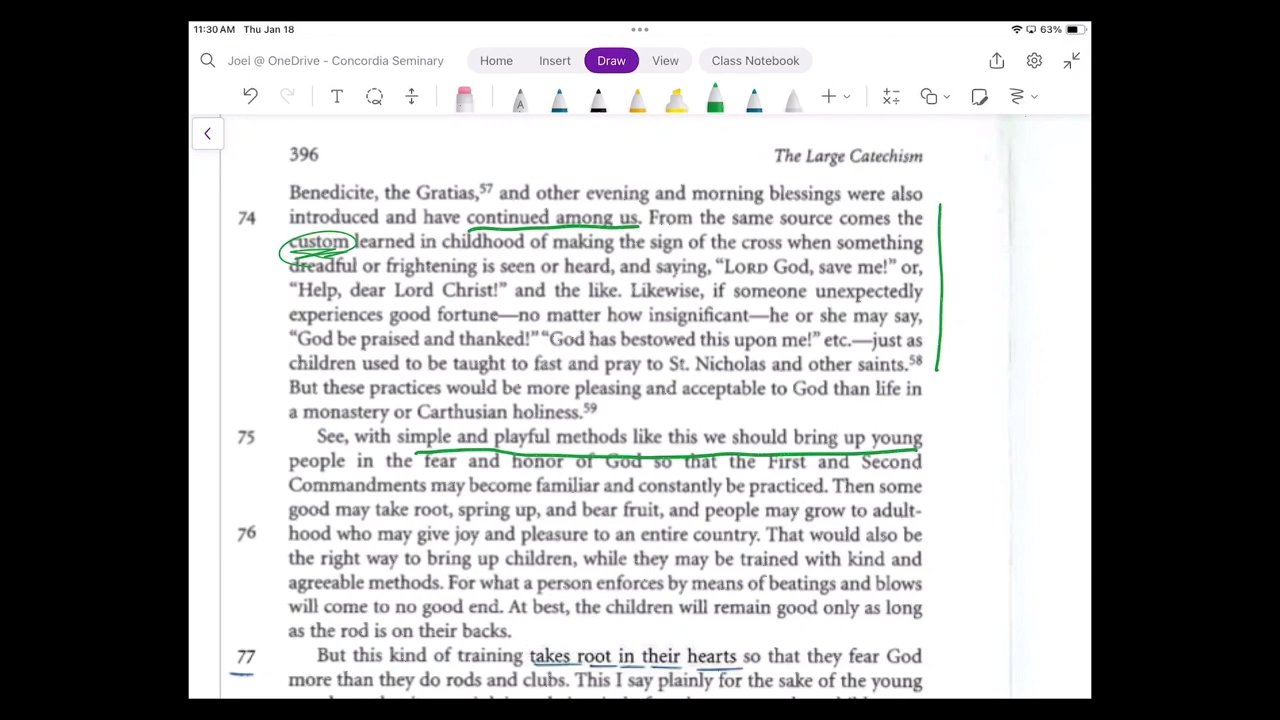 11:30 AM Thu Jan 18
63%
Joel @ OneDrive - Concordia Seminary
Home Insert Draw View Class Notebook
396 The Large Catechism
Benedicite, the Gratias,57 and other evening and morning blessings were also
74 introduced and have continued among us. From the same source comes the
custom learned in childhood of making the sign of the cross when something
dreadful or frightening is seen or heard, and saying, “LORD God, save me!” or,
“Help, dear Lord Christ!” and the like. Likewise, if someone unexpectedly
experiences good fortune—no matter how insignificant—he or she may say,
“God be praised and thanked!” “God has bestowed this upon me!” etc.—just as
children used to be taught to fast and pray to St. Nicholas and other saints.58
But these practices would be more pleasing and acceptable to God than life in
a monastery or Carthusian holiness.59
75 See, with simple and playful methods like this we should bring up young
people in the fear and honor of God so that the First and Second
Commandments may become familiar and constantly be practiced. Then some
good may take root, spring up, and bear fruit, and people may grow to adult-
76 hood who may give joy and pleasure to an entire country. That would also be
the right way to bring up children, while they may be trained with kind and
agreeable methods. For what a person enforces by means of beatings and blows
will come to no good end. At best, the children will remain good only as long
as the rod is on their backs.
77 But this kind of training takes root in their hearts so that they fear God
more than they do rods and clubs. This I say plainly for the sake of the young